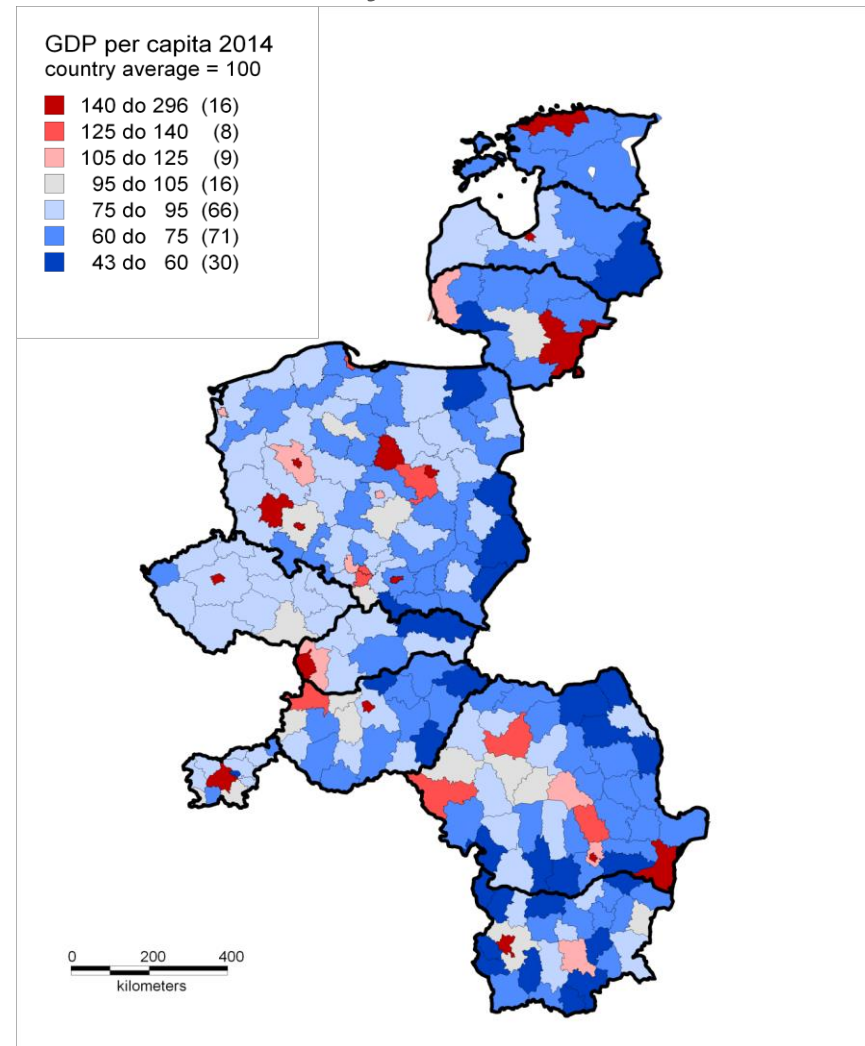 GDP per capita 2014
country average = 100
140 do 296 (16)
125 do 140 (8)
105 do 125 (9)
95 do 105 (16)
75 do 95 (66)
60 do 75 (71)
43 do 60 (30)
0 200 400
kilometers